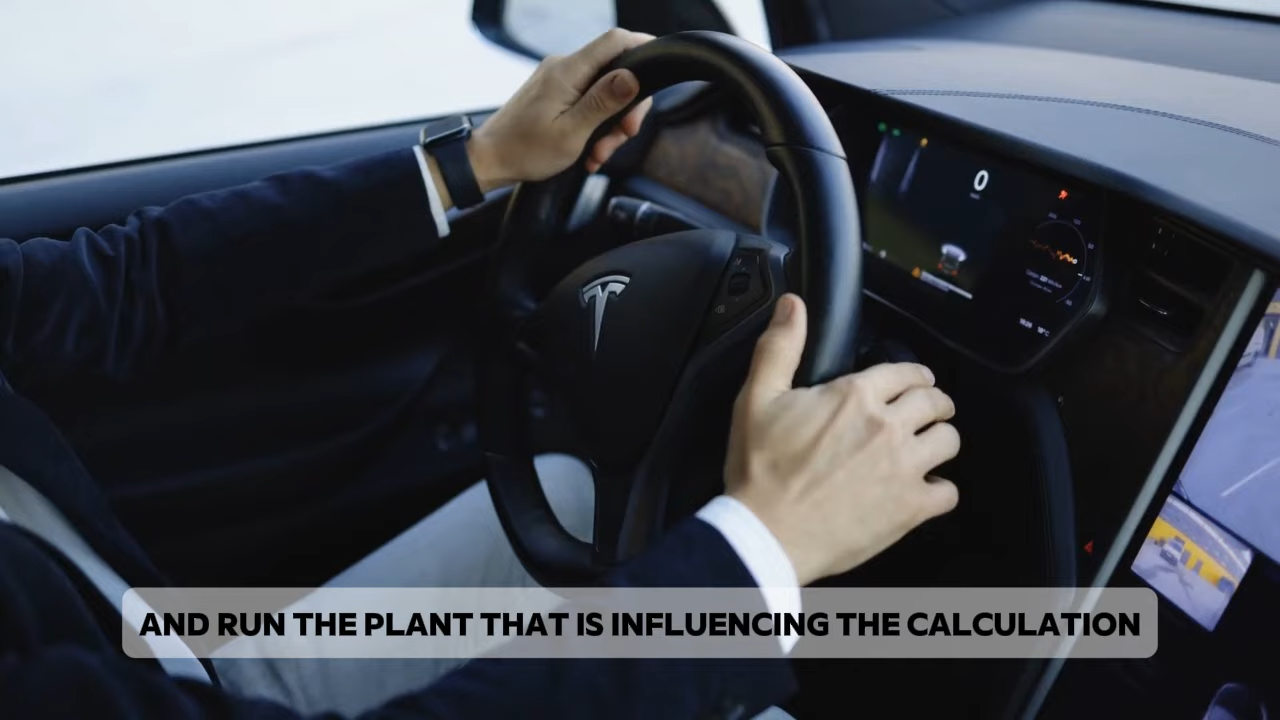 0
AND RUN THE PLANT THAT IS INFLUENCING THE CALCULATION